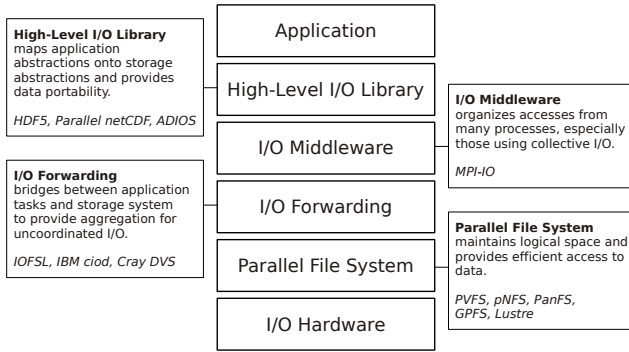 Application
High-Level I/O Library
I/O Middleware
I/O Forwarding
Parallel File System
I/O Hardware
High-Level I/O Library
maps application
abstractions onto storage
abstractions and provides
data portability.
HDF5, Parallel netCDF, ADIOS
I/O Middleware
organizes accesses from
many processes, especially
those using collective I/O.
MPI-IO
I/O Forwarding
bridges between application
tasks and storage system
to provide aggregation for
uncoordinated I/O.
IOFSL, IBM ciod, Cray DVS
Parallel File System
maintains logical space and
provides efficient access to
data.
PVFS, pNFS, PanFS,
GPFS, Lustre